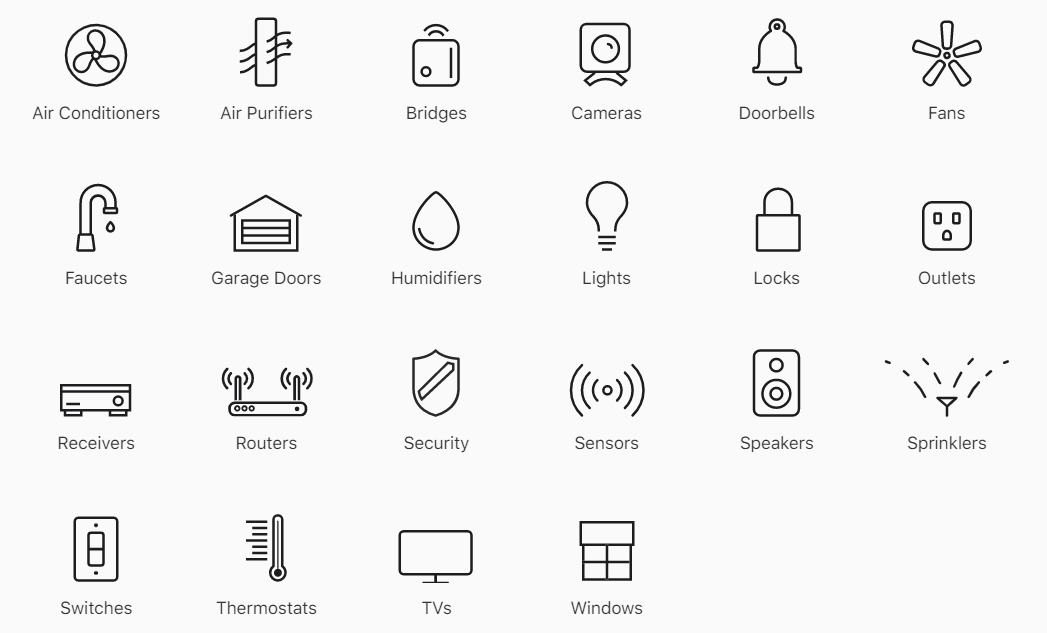 Air Conditioners
Air Purifiers
Bridges
Cameras
Doorbells
Fans
Faucets
Garage Doors
Humidifiers
Lights
Locks
Outlets
Receivers
Routers
Security
Sensors
Speakers
Sprinklers
Switches
Thermostats
TVs
Windows